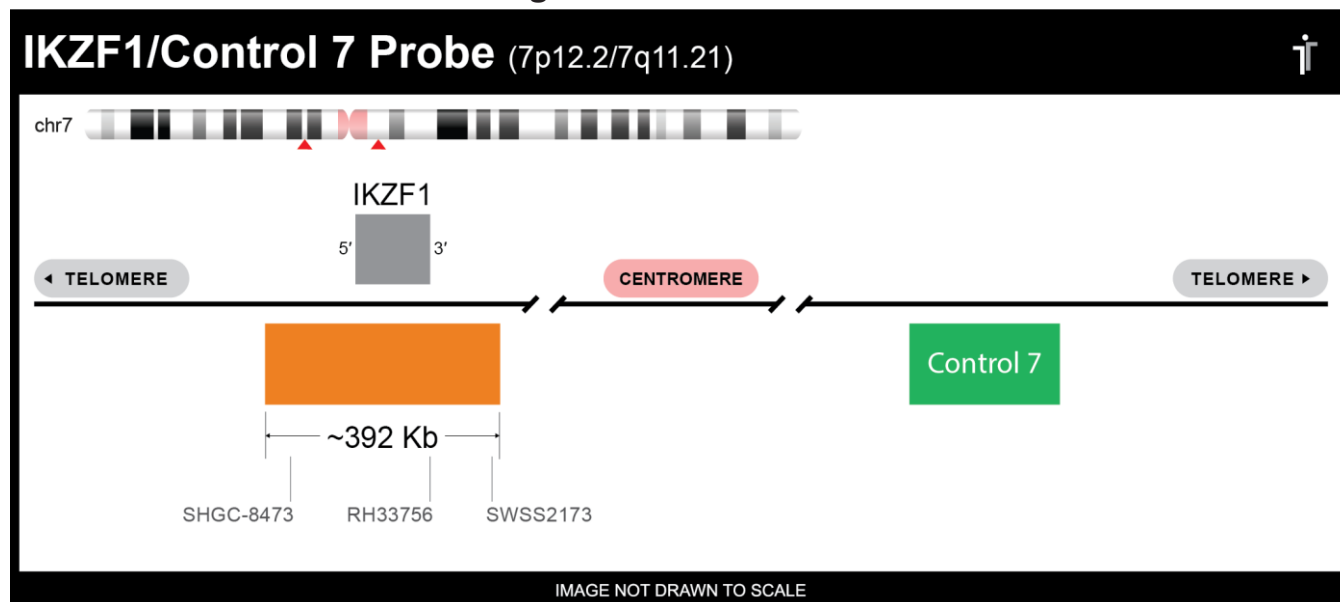 IKZF1/Control 7 Probe (7p12.2/7q11.21)
chr7
IKZF1
5′ 3′
◂ TELOMERE
CENTROMERE
TELOMERE ▸
Control 7
~392 Kb
SHGC-8473 RH33756 SWSS2173
IMAGE NOT DRAWN TO SCALE